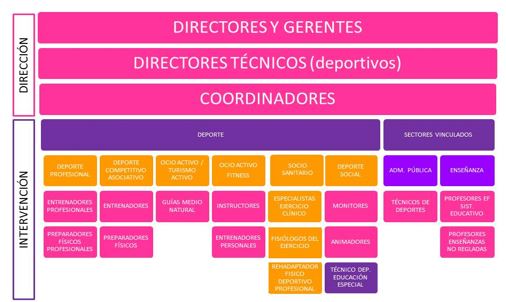 DIRECCIÓN
DIRECTORES Y GERENTES
DIRECTORES TÉCNICOS (deportivos)
COORDINADORES
INTERVENCIÓN
DEPORTE
SECTORES VINCULADOS
DEPORTE
PROFESIONAL
DEPORTE
COMPETITIVO
ASOCIATIVO
OCIO ACTIVO /
TURISMO
ACTIVO
OCIO ACTIVO
FITNESS
SOCIO
SANITARIO
DEPORTE
SOCIAL
ADM. PÚBLICA
ENSEÑANZA
ENTRENADORES
PROFESIONALES
ENTRENADORES
GUÍAS MEDIO
NATURAL
INSTRUCTORES
ESPECIALISTAS
EJERCICIO
CLÍNICO
MONITORES
TÉCNICOS DE
DEPORTES
PROFESORES EF
SIST.
EDUCATIVO
PREPARADORES
FÍSICOS
PROFESIONALES
PREPARADORES
FÍSICOS
ENTRENADORES
PERSONALES
FISIÓLOGOS DEL
EJERCICIO
ANIMADORES
PROFESORES
ENSEÑANZAS
NO REGLADAS
REHADAPTADOR
FISICO
DEPORTIVO
PROFESIONAL
TÉCNICO DEP.
EDUCACIÓN
ESPECIAL